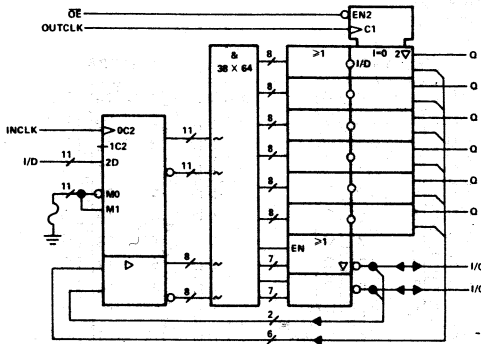 OE
EN2
OUTCLK
C1
&
38 X 64
8
≥1
I=0 2
I/D
Q
8
Q
8
Q
INCLK
0C2
1C2
11
8
Q
I/D
11
2D
11
8
Q
11
M0
M1
8
Q
EN
≥1
8
7
I/O
8
7
I/O
2
6